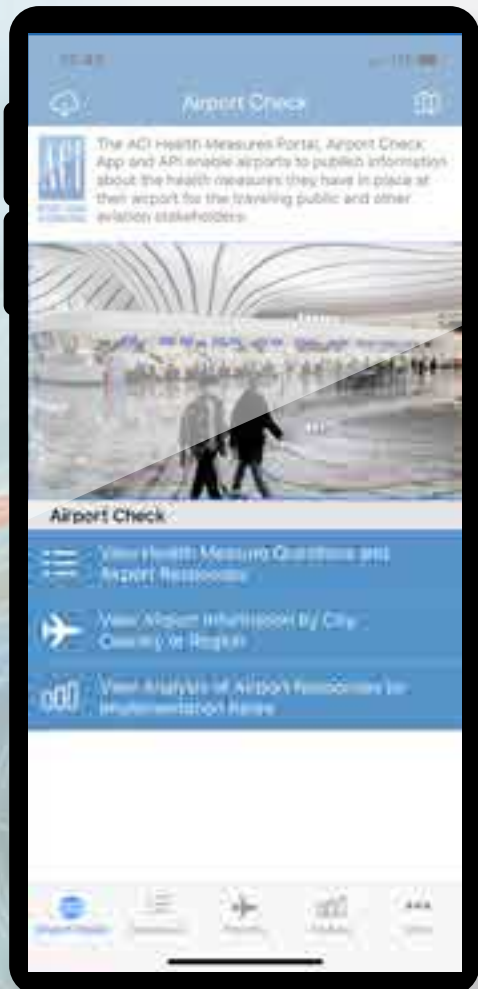 Airport Check
The ACI Health Measures Portal, Airport Check
App and API enable airports to publish information
about the health measures they have in place at
their airport for the traveling public and other
aviation stakeholders.
Airport Check
View Health Measure Questions and
Airport Responses
View Airport Information by City,
Country or Region
View Analysis of Airport Responses by
Implementation Rates